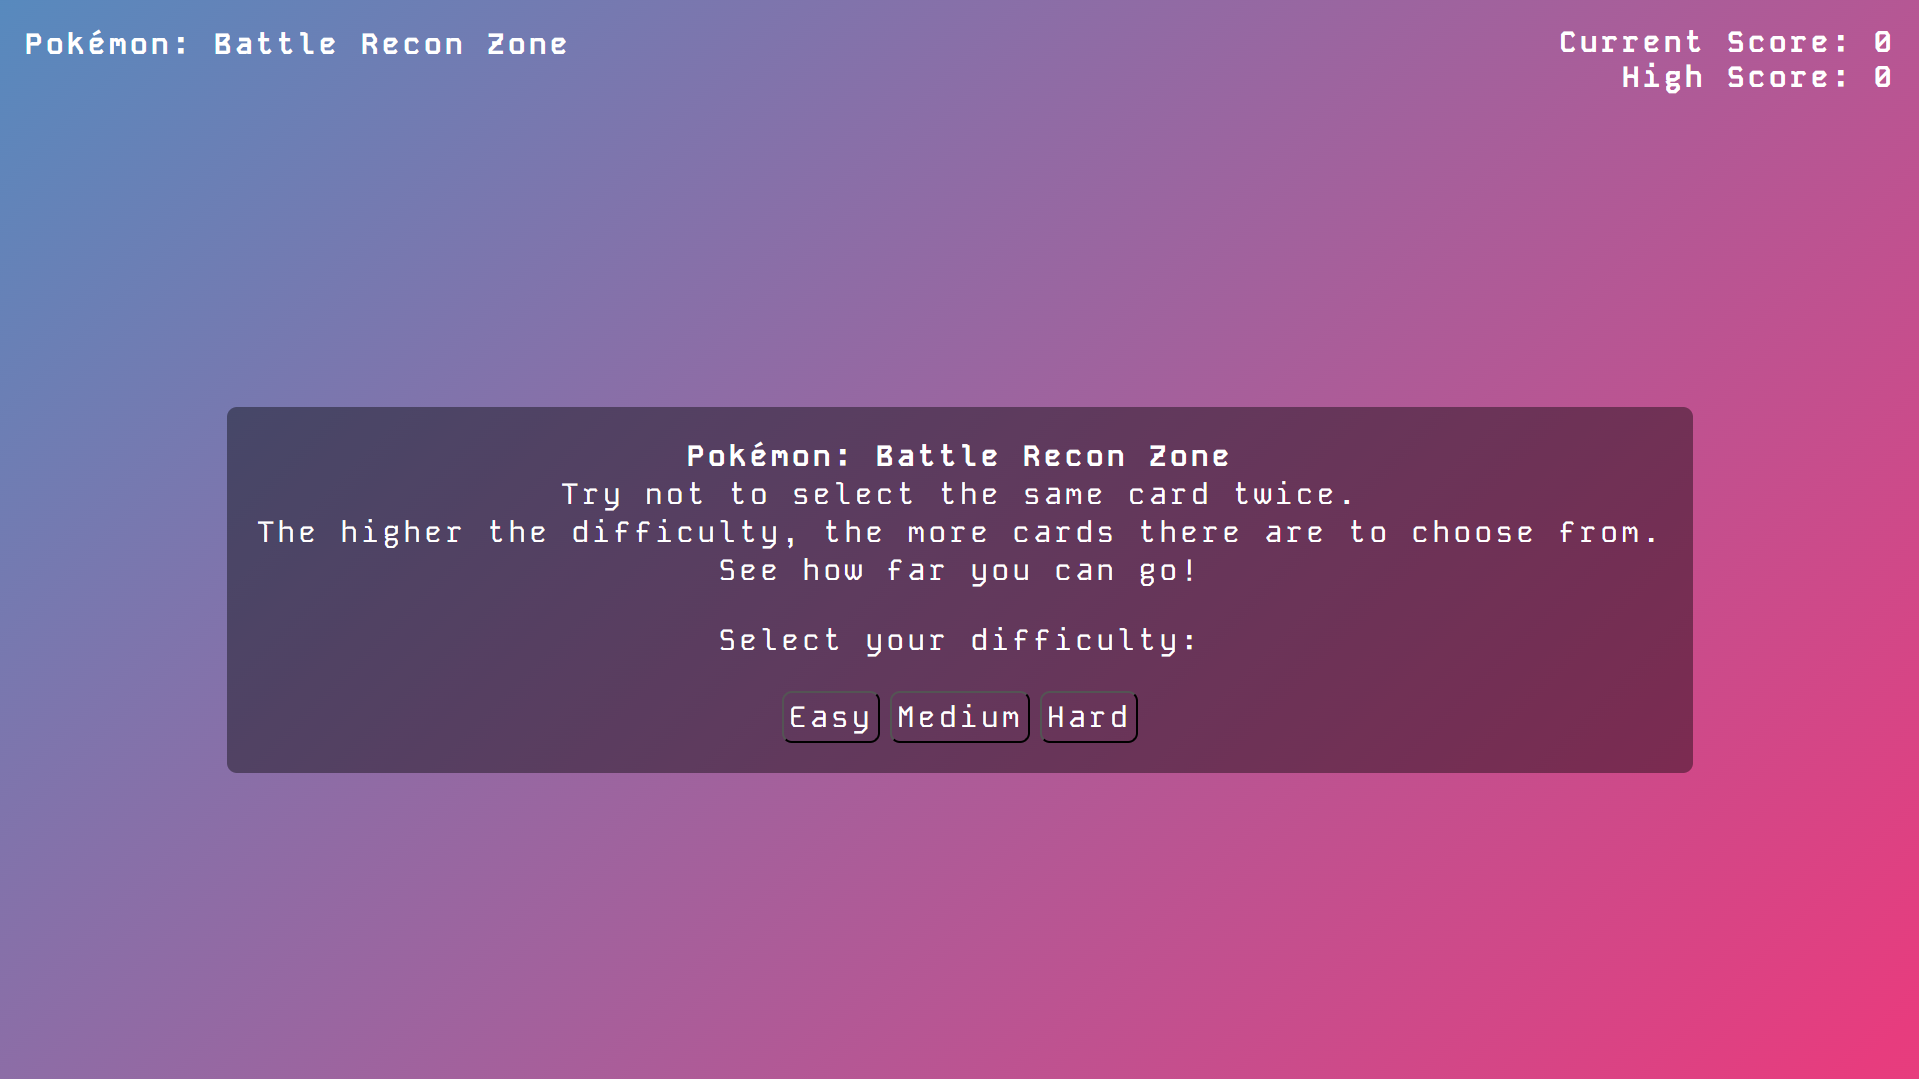 Pokémon: Battle Recon Zone
Current Score: 0
High Score: 0
Pokémon: Battle Recon Zone
Try not to select the same card twice.
The higher the difficulty, the more cards there are to choose from.
See how far you can go!
Select your difficulty:
Easy Medium Hard